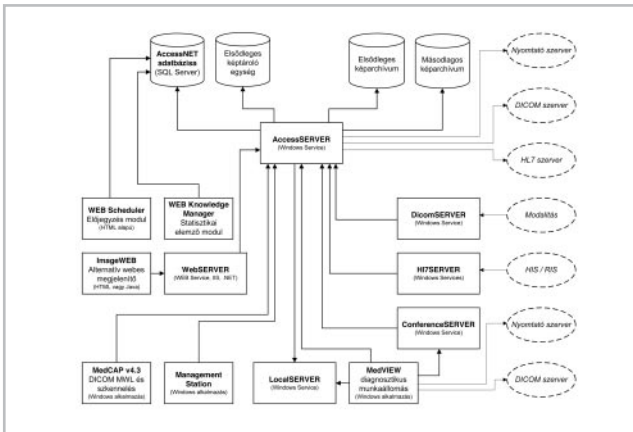 AccessNET
adatbázisa
(SQL Server)
Elsődleges
képtároló
egység
Elsődleges
képarchívum
Másodlagos
képarchívum
Nyomtató szerver
DICOM szerver
HL7 szerver
AccessSERVER
(Windows Service)
WEB Scheduler
Előjegyzés modul
(HTML alapú)
WEB Knowledge
Manager
Statisztikai
elemző modul
DicomSERVER
(Windows Service)
Modalitás
ImageWEB
Alternatív webes
megjelenítő
(HTML vagy Java)
WebSERVER
(WEB Service, IIS, .NET)
Hl7SERVER
(Windows Services)
HIS / RIS
ConferenceSERVER
(Windows Service)
Nyomtató szerver
MedCAP v4.3
DICOM MWL és
szkennelés
(Windows alkalmazás)
Management
Station
(Windows alkalmazás)
LocalSERVER
(Windows Service)
MedVIEW
diagnosztikus
munkaállomás
(Windows alkalmazás)
DICOM szerver